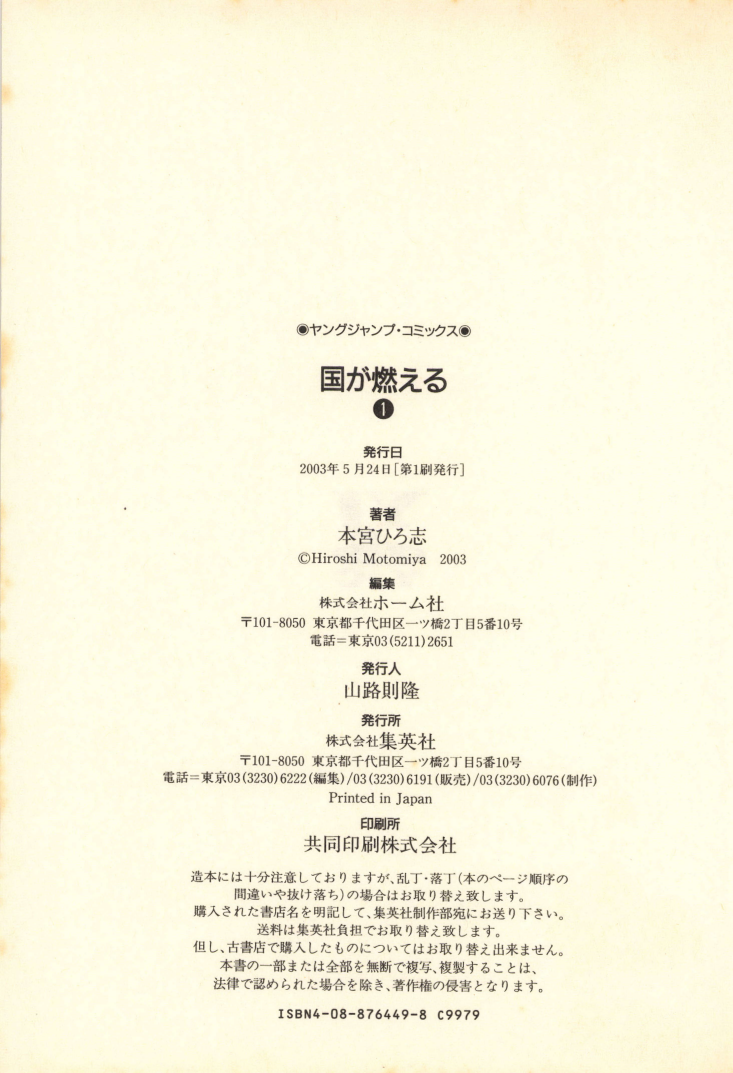 ◉ヤングジャンプ・コミックス◉
国が燃える
❶
発行日
2003年5月24日[第1刷発行]
著者
本宮ひろ志
©Hiroshi Motomiya 2003
編集
株式会社ホーム社
〒101-8050 東京都千代田区一ツ橋2丁目5番10号
電話=東京03(5211)2651
発行人
山路則隆
発行所
株式会社集英社
〒101-8050 東京都千代田区一ツ橋2丁目5番10号
電話=東京03(3230)6222(編集)/03(3230)6191(販売)/03(3230)6076(制作)
Printed in Japan
印刷所
共同印刷株式会社
造本には十分注意しておりますが、乱丁・落丁(本のページ順序の
間違いや抜け落ち)の場合はお取り替え致します。
購入された書店名を明記して、集英社制作部宛にお送り下さい。
送料は集英社負担でお取り替え致します。
但し、古書店で購入したものについてはお取り替え出来ません。
本書の一部または全部を無断で複写、複製することは、
法律で認められた場合を除き、著作権の侵害となります。
ISBN4-08-876449-8 C9979